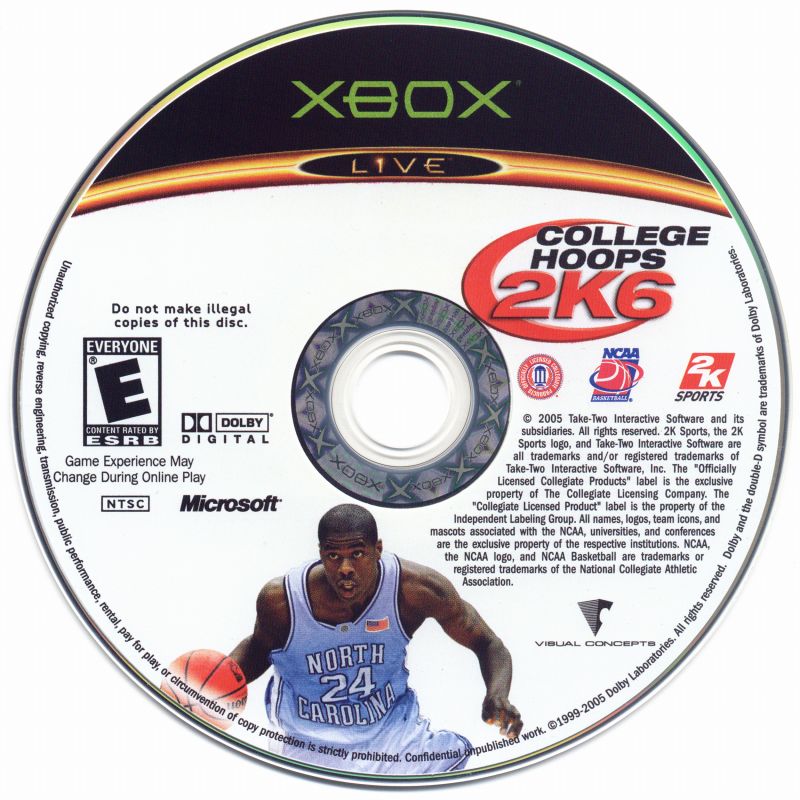 XBOX®
LIVE™
COLLEGE
HOOPS
2K6
Do not make illegal
copies of this disc.
EVERYONE
E
®
CONTENT RATED BY
ESRB
DOLBY
DIGITAL
Game Experience May
Change During Online Play
NTSC
Microsoft®
XBOX
OFFICIALLY LICENSED COLLEGIATE PRODUCTS
NCAA
BASKETBALL
2K
SPORTS
© 2005 Take-Two Interactive Software and its
subsidiaries. All rights reserved. 2K Sports, the 2K
Sports logo, and Take-Two Interactive Software are
all trademarks and/or registered trademarks of
Take-Two Interactive Software, Inc. The "Officially
Licensed Collegiate Products" label is the exclusive
property of The Collegiate Licensing Company. The
"Collegiate Licensed Product" label is the property of the
Independent Labeling Group. All names, logos, team icons, and
mascots associated with the NCAA, universities, and conferences
are the exclusive property of the respective institutions. NCAA,
the NCAA logo, and NCAA Basketball are trademarks or
registered trademarks of the National Collegiate Athletic
Association.
VISUAL CONCEPTS
NORTH
24
CAROLINA
Unauthorized copying, reverse engineering, transmission, public performance, rental, pay for play, or circumvention of copy protection is strictly prohibited. Confidential unpublished work. ©1999-2005 Dolby Laboratories. All rights reserved. Dolby and the double-D symbol are trademarks of Dolby Laboratories.